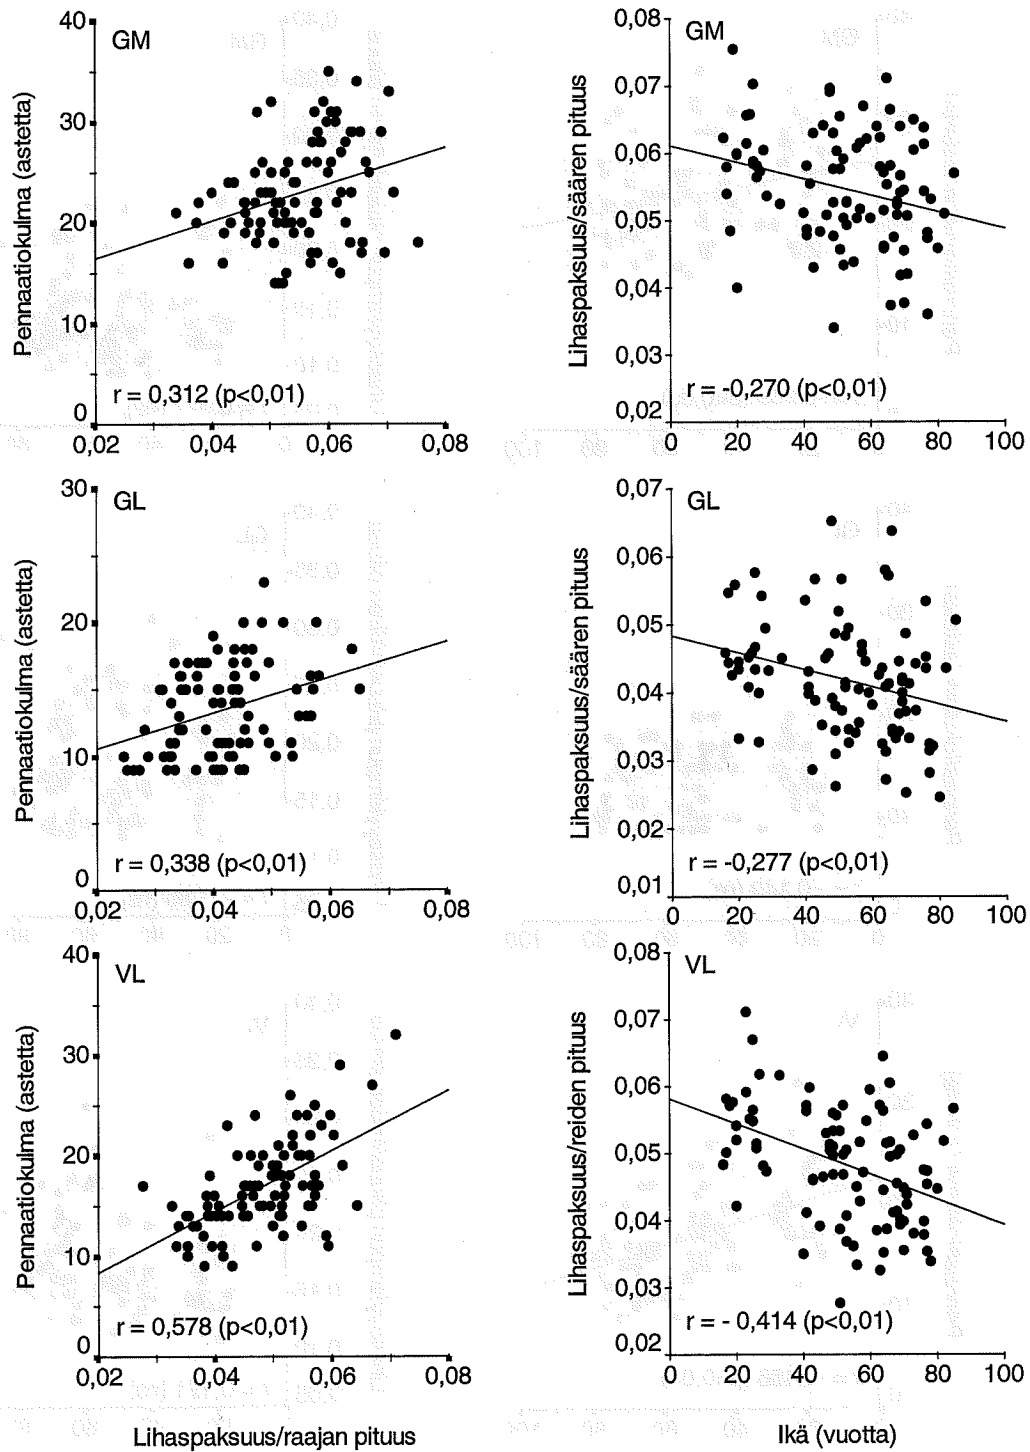 GM
Pennaatiokulma (astetta)
40
30
20
10
0
r = 0,312 (p<0,01)
0,02 0,04 0,06 0,08
GM
Lihaspaksuus/säären pituus
0,08
0,07
0,06
0,05
0,04
0,03
0,02
r = -0,270 (p<0,01)
0 20 40 60 80 100
GL
Pennaatiokulma (astetta)
30
20
10
0
r = 0,338 (p<0,01)
0,02 0,04 0,06 0,08
GL
Lihaspaksuus/säären pituus
0,07
0,06
0,05
0,04
0,03
0,02
0,01
r = -0,277 (p<0,01)
0 20 40 60 80 100
VL
Pennaatiokulma (astetta)
40
30
20
10
0
r = 0,578 (p<0,01)
0,02 0,04 0,06 0,08
Lihaspaksuus/raajan pituus
VL
Lihaspaksuus/reiden pituus
0,08
0,07
0,06
0,05
0,04
0,03
0,02
r = - 0,414 (p<0,01)
0 20 40 60 80 100
Ikä (vuotta)